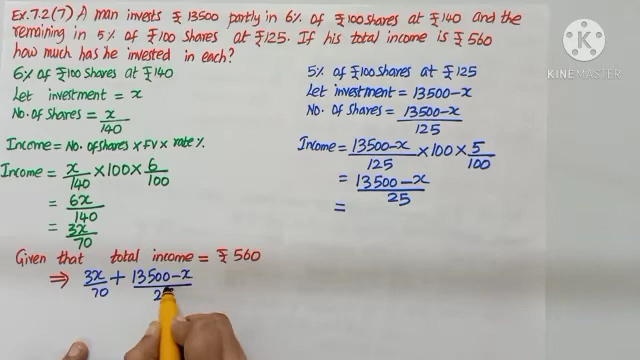 Ex.7.2(7) A man invests ₹ 13500 partly in 6% of ₹100 shares at ₹140 and the
remaining in 5% of ₹100 shares at ₹125. If his total income is ₹ 560
how much has he invested in each?
6% of ₹100 shares at ₹140
Let investment = x
No. of shares = x/140
Income = No. of shares × FV × rate%
Income = x/140 × 100 × 6/100
= 6x/140
= 3x/70
5% of ₹100 shares at ₹125
Let investment = 13500-x
No. of shares = 13500-x/125
Income = 13500-x/125 × 100 × 5/100
= 13500-x/25
=
Given that total income = ₹ 560
⇒ 3x/70 + 13500-x/2
KINEMASTER